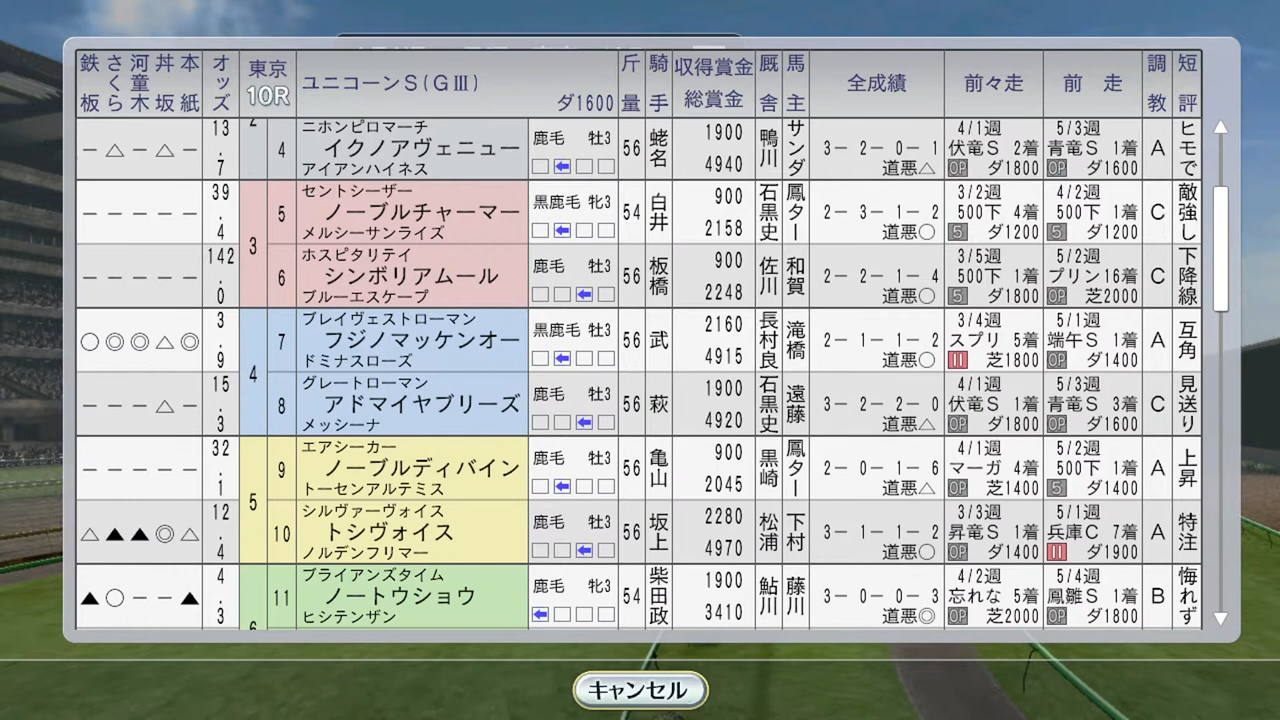 鉄板 さくら 河童木 丼坂 本紙 オッズ 東京 10R ユニコーンS(GⅢ) ダ1600 斤量 騎手 収得賞金 総賞金 厩舎 馬主 全成績 前々走 前 走 調教 短評
ー △ ー △ ー 13.7 4 ニホンピロマーチ 鹿毛 牡3 56 蛯名 1900 鴨川 サンダ 3- 2- 0- 1 4/1週 5/3週 A ヒモで
イクノアヴェニュー 伏竜S 2着 青竜S 1着
アイアンハイネス 4940 道悪△ OP ダ1800 OP ダ1600
ー ー ー ー ー 39.4 3 5 セントシーザー 黒鹿毛 牝3 54 白井 900 石黒史 鳳ター 2- 3- 1- 2 3/2週 4/2週 C 敵強し
ノーブルチャーマー 500下 4着 500下 1着
メルシーサンライズ 2158 道悪○ 5 ダ1200 5 ダ1200
ー ー ー ー ー 142.0 6 ホスピタリテイ 鹿毛 牡3 56 板橋 900 佐川 和賀 2- 2- 1- 4 3/5週 5/2週 C 下降線
シンボリアムール 500下 1着 プリン16着
ブルーエスケープ 2248 道悪○ 5 ダ1800 OP 芝2000
○ ◎ ◎ △ ◎ 3.9 4 7 ブレイヴェストローマン 黒鹿毛 牡3 56 武 2160 長村良 滝橋 2- 1- 1- 2 3/4週 5/1週 A 互角
フジノマッケンオー スプリ 5着 端午S 1着
ドミナスローズ 4915 道悪○ II 芝1800 OP ダ1400
ー ー ー △ ー 15.3 8 グレートローマン 鹿毛 牡3 56 萩 1900 石黒史 遠藤 3- 2- 2- 0 4/1週 5/3週 C 見送り
アドマイヤブリーズ 伏竜S 1着 青竜S 3着
メッシーナ 4920 道悪△ OP ダ1800 OP ダ1600
ー ー ー ー ー 32.1 5 9 エアシーカー 鹿毛 牡3 56 亀山 900 黒崎 鳳ター 2- 0- 1- 6 4/1週 5/2週 A 上昇
ノーブルディバイン マーガ 4着 500下 1着
トーセンアルテミス 2045 道悪△ OP 芝1400 5 ダ1400
△ ▲ ▲ ◎ △ 12.4 10 シルヴァーヴォイス 鹿毛 牡3 56 坂上 2280 松浦 下村 3- 1- 1- 2 3/3週 5/1週 A 特注
トシヴォイス 昇竜S 1着 兵庫C 7着
ノルデンフリマー 4970 道悪○ OP ダ1400 II ダ1900
▲ ○ ー ー ▲ 4.3 11 ブライアンズタイム 鹿毛 牝3 54 柴田政 1900 鮎川 藤川 3- 0- 0- 3 4/2週 5/4週 B 侮れず
ノートウショウ 忘れな 5着 鳳雛S 1着
ヒシテンザン 3410 道悪◎ OP 芝2000 OP ダ1800
キャンセル